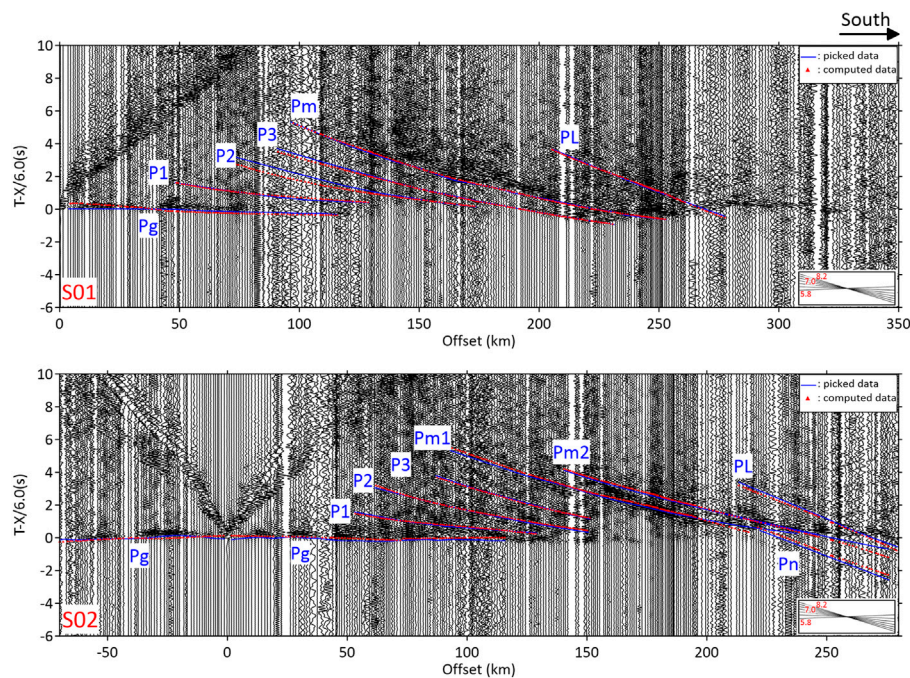 South
10
8
6
4
2
0
-2
-4
-6
T-X/6.0(s)
Pm
P3
P2
P1
Pg
PL
: picked data
: computed data
S01
8.2
7.0
5.8
0 50 100 150 200 250 300 350
Offset (km)
10
8
6
4
2
0
-2
-4
-6
T-X/6.0(s)
Pm1
Pm2
P3
P2
P1
PL
Pg
Pg
Pn
: picked data
: computed data
S02
8.2
7.0
5.8
-50 0 50 100 150 200 250
Offset (km)